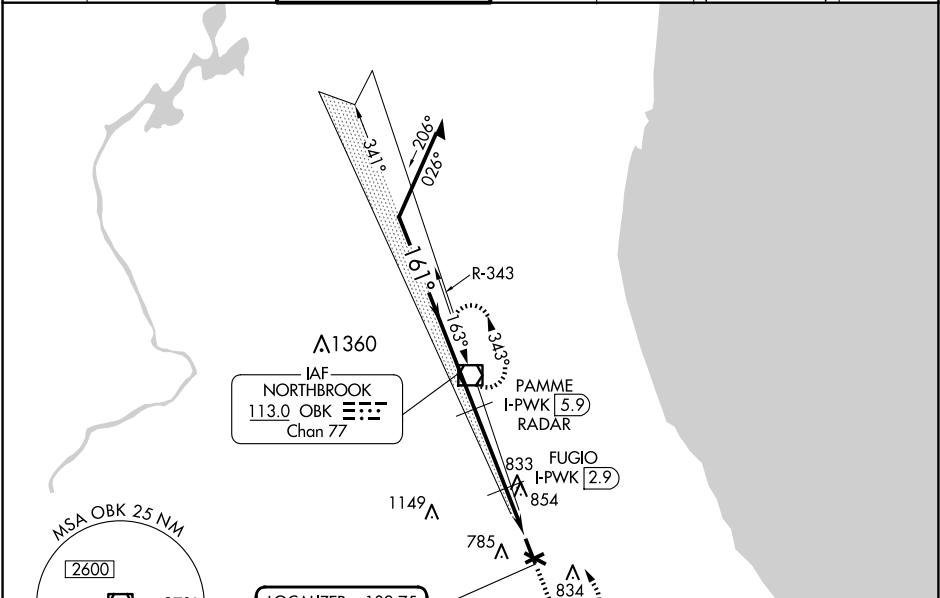 341°
206°
026°
161°
R-343
163°
343°
1360
IAF
NORTHBROOK
113.0 OBK
Chan 77
PAMME
I-PWK 5.9
RADAR
FUGIO
I-PWK 2.9
833
854
1149
785
834
MSA OBK 25 NM
2600
LOCALIZER